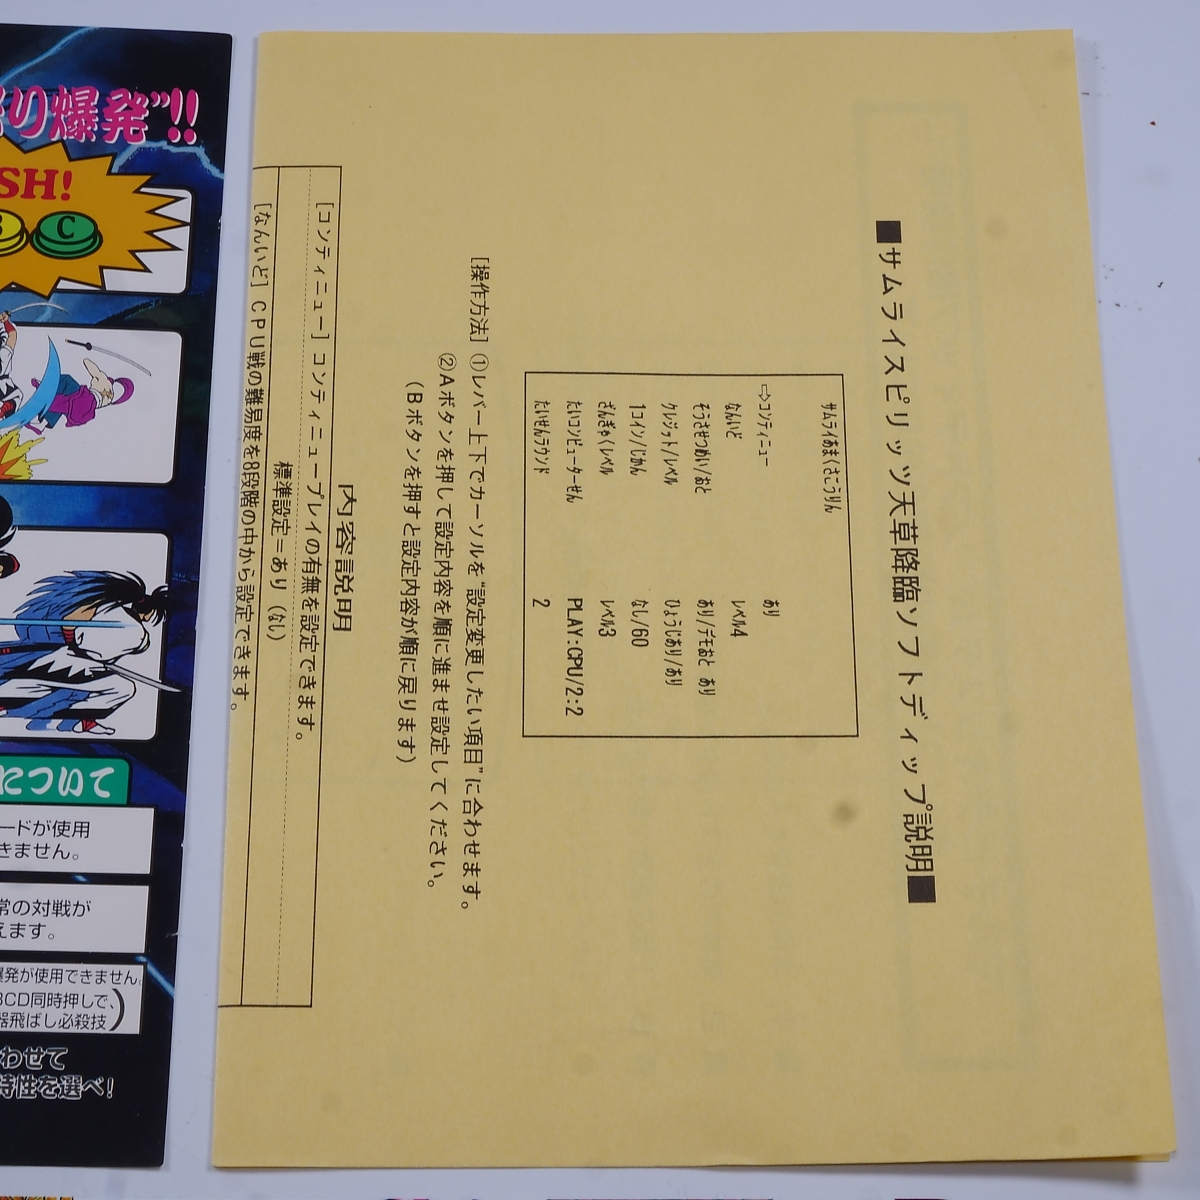 ■サムライスピリッツ天草降臨ソフトディップ説明■
サムライあまくさこうりん
⇨コンティニュー あり
なんいど レベル4
そうさせつめい/おと あり/デモおと あり
クレジット/レベル ひょうじあり/あり
1コイン/じかん なし/60
ざんぎゃくレベル レベル3
たいコンピューターせん PLAY:CPU/2:2
たいせんラウンド 2
[操作方法] ①レバー上下でカーソルを“設定変更したい項目”に合わせます。
②Aボタンを押して設定内容を順に進ませ設定してください。
(Bボタンを押すと設定内容が順に戻ります)
内容説明
[コンティニュー] コンティニュープレイの有無を設定できます。
標準設定=あり (なし)
[なんいど] CPU戦の難易度を8段階の中から設定できます。
り爆発”!!
SH!
B C
について
ードが使用
きません。
常の対戦が
えます。
爆発が使用できません。
BCD同時押しで、
器飛ばし必殺技)
わせて
特性を選べ!